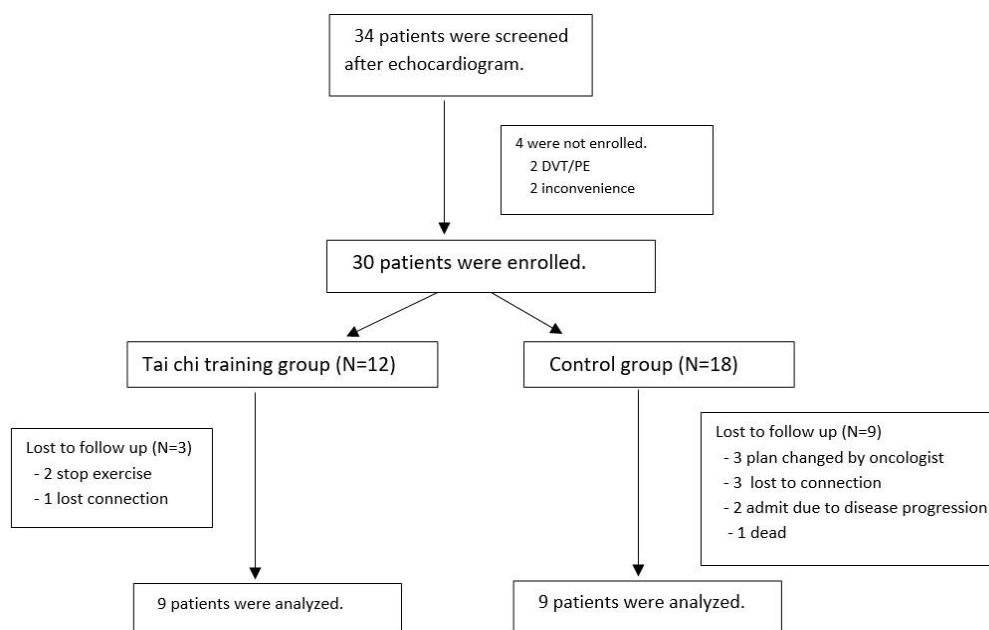 34 patients were screened
after echocardiogram.
4 were not enrolled.
2 DVT/PE
2 inconvenience
30 patients were enrolled.
Tai chi training group (N=12)
Control group (N=18)
Lost to follow up (N=3)
- 2 stop exercise
- 1 lost connection
Lost to follow up (N=9)
- 3 plan changed by oncologist
- 3 lost to connection
- 2 admit due to disease progression
- 1 dead
9 patients were analyzed.
9 patients were analyzed.